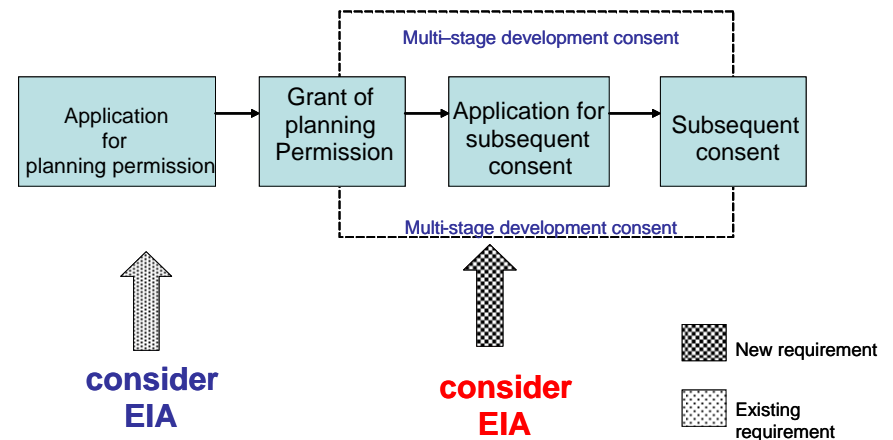 Multi–stage development consent
Application
for
planning permission
Grant of
planning
Permission
Application for
subsequent
consent
Subsequent
consent
Multi-stage development consent
consider
EIA
consider
EIA
New requirement
Existing
requirement